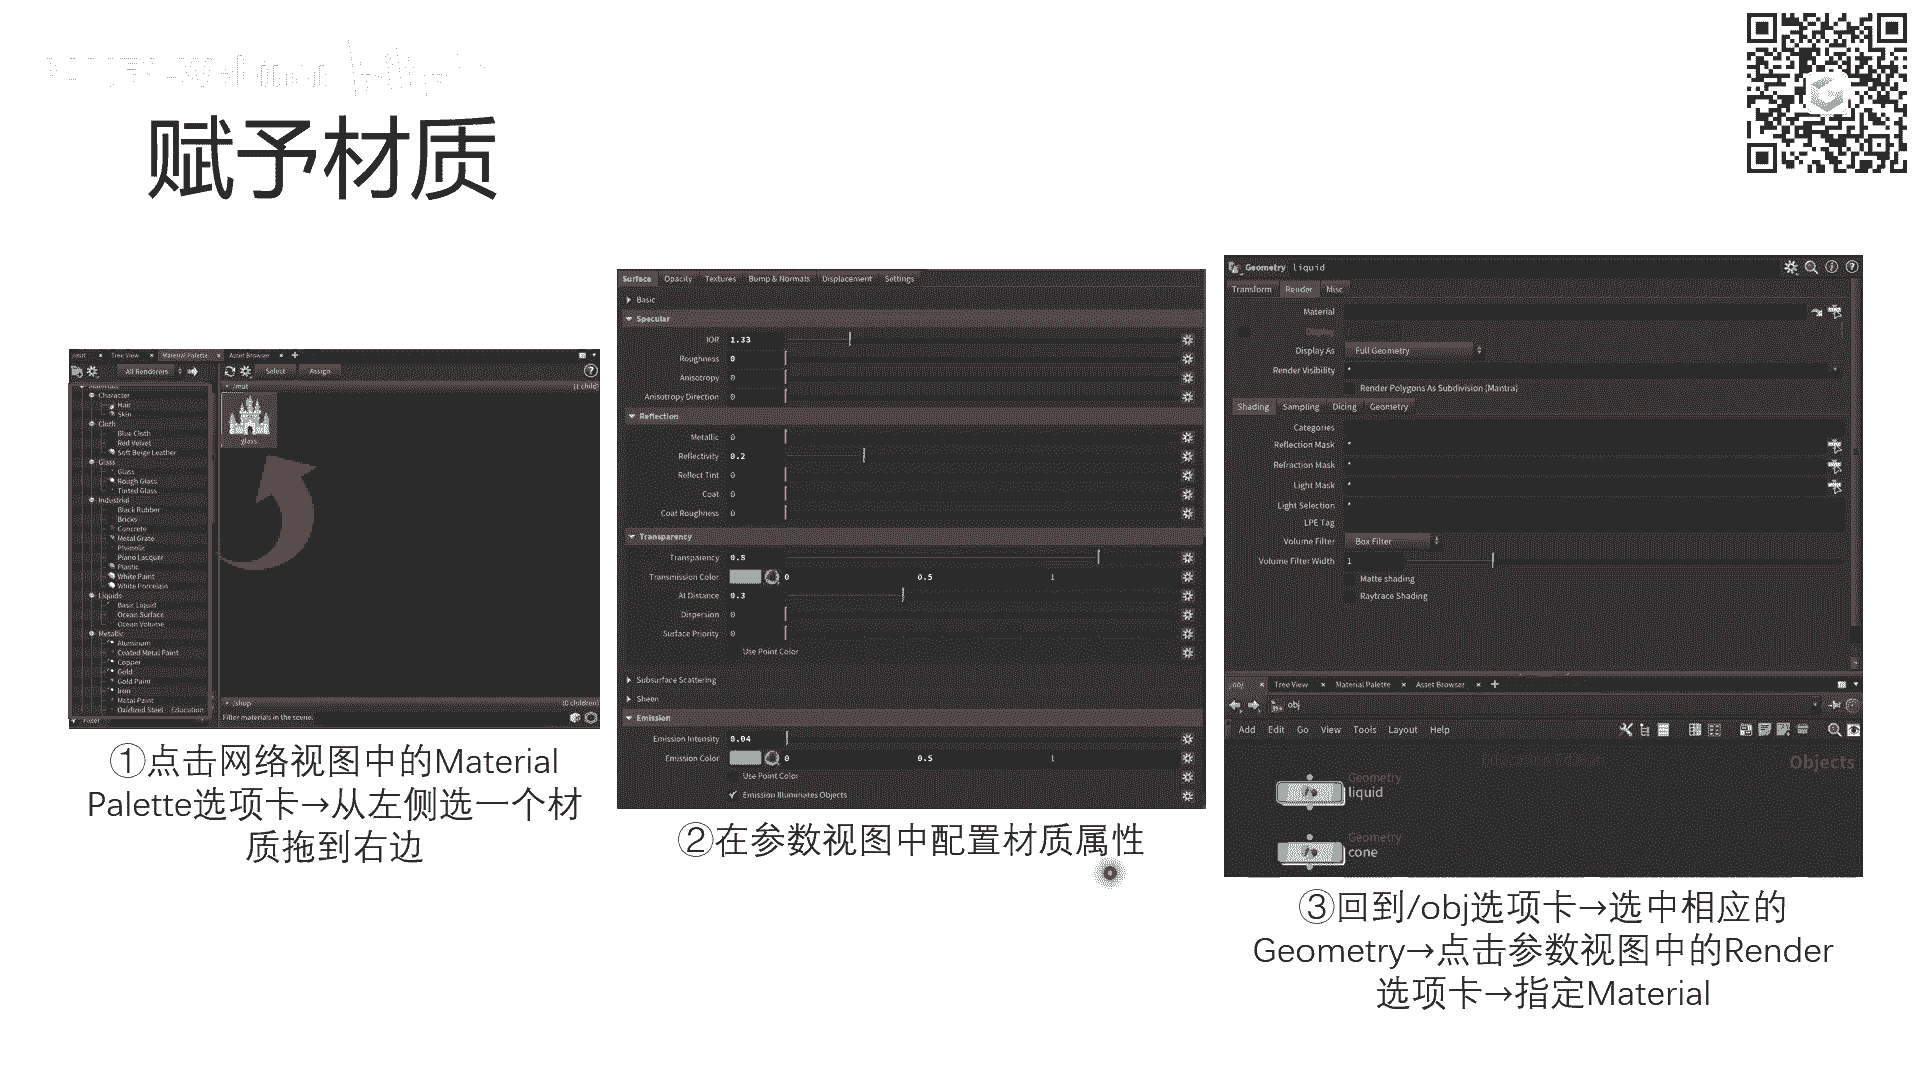 赋予材质
/mat Tree View Material Palette Asset Browser
All Renderers Select Assign
Materials
Character
Hair
Skin
Cloth
Blue Cloth
Red Velvet
Soft Beige Leather
Glass
Glass
Rough Glass
Tinted Glass
Industrial
Black Rubber
Bricks
Concrete
Metal Grate
Phenolic
Piano Lacquer
Plastic
White Paint
White Porcelain
Liquids
Basic Liquid
Ocean Surface
Ocean Volume
Metallic
Aluminum
Coated Metal Paint
Copper
Gold
Gold Paint
Iron
Metal Paint
Oxidized Steel Education
Filter
/mat (1 child)
glass
/shop (0 children)
Filter materials in the scene.
①点击网络视图中的Material
Palette选项卡→从左侧选一个材
质拖到右边
Surface Opacity Textures Bump & Normals Displacement Settings
Basic
Specular
IOR 1.33
Roughness 0
Anisotropy 0
Anisotropy Direction 0
Reflection
Metallic 0
Reflectivity 0.2
Reflect Tint 0
Coat 0
Coat Roughness 0
Transparency
Transparency 0.8
Transmission Color 0 0.5 1
At Distance 0.3
Dispersion 0
Surface Priority 0
Use Point Color
Subsurface Scattering
Sheen
Emission
Emission Intensity 0.04
Emission Color 0 0.5 1
Use Point Color
Emission Illuminates Objects
②在参数视图中配置材质属性
Geometry liquid
Transform Render Misc
Material
Display
Display As Full Geometry
Render Visibility *
Render Polygons As Subdivision (Mantra)
Shading Sampling Dicing Geometry
Categories
Reflection Mask *
Refraction Mask *
Light Mask *
Light Selection *
LPE Tag
Volume Filter Box Filter
Volume Filter Width 1
Matte shading
Raytrace Shading
/obj Tree View Material Palette Asset Browser
obj
Add Edit Go View Tools Layout Help
Objects
Geometry
liquid
Geometry
cone
③回到/obj选项卡→选中相应的
Geometry→点击参数视图中的Render
选项卡→指定Material